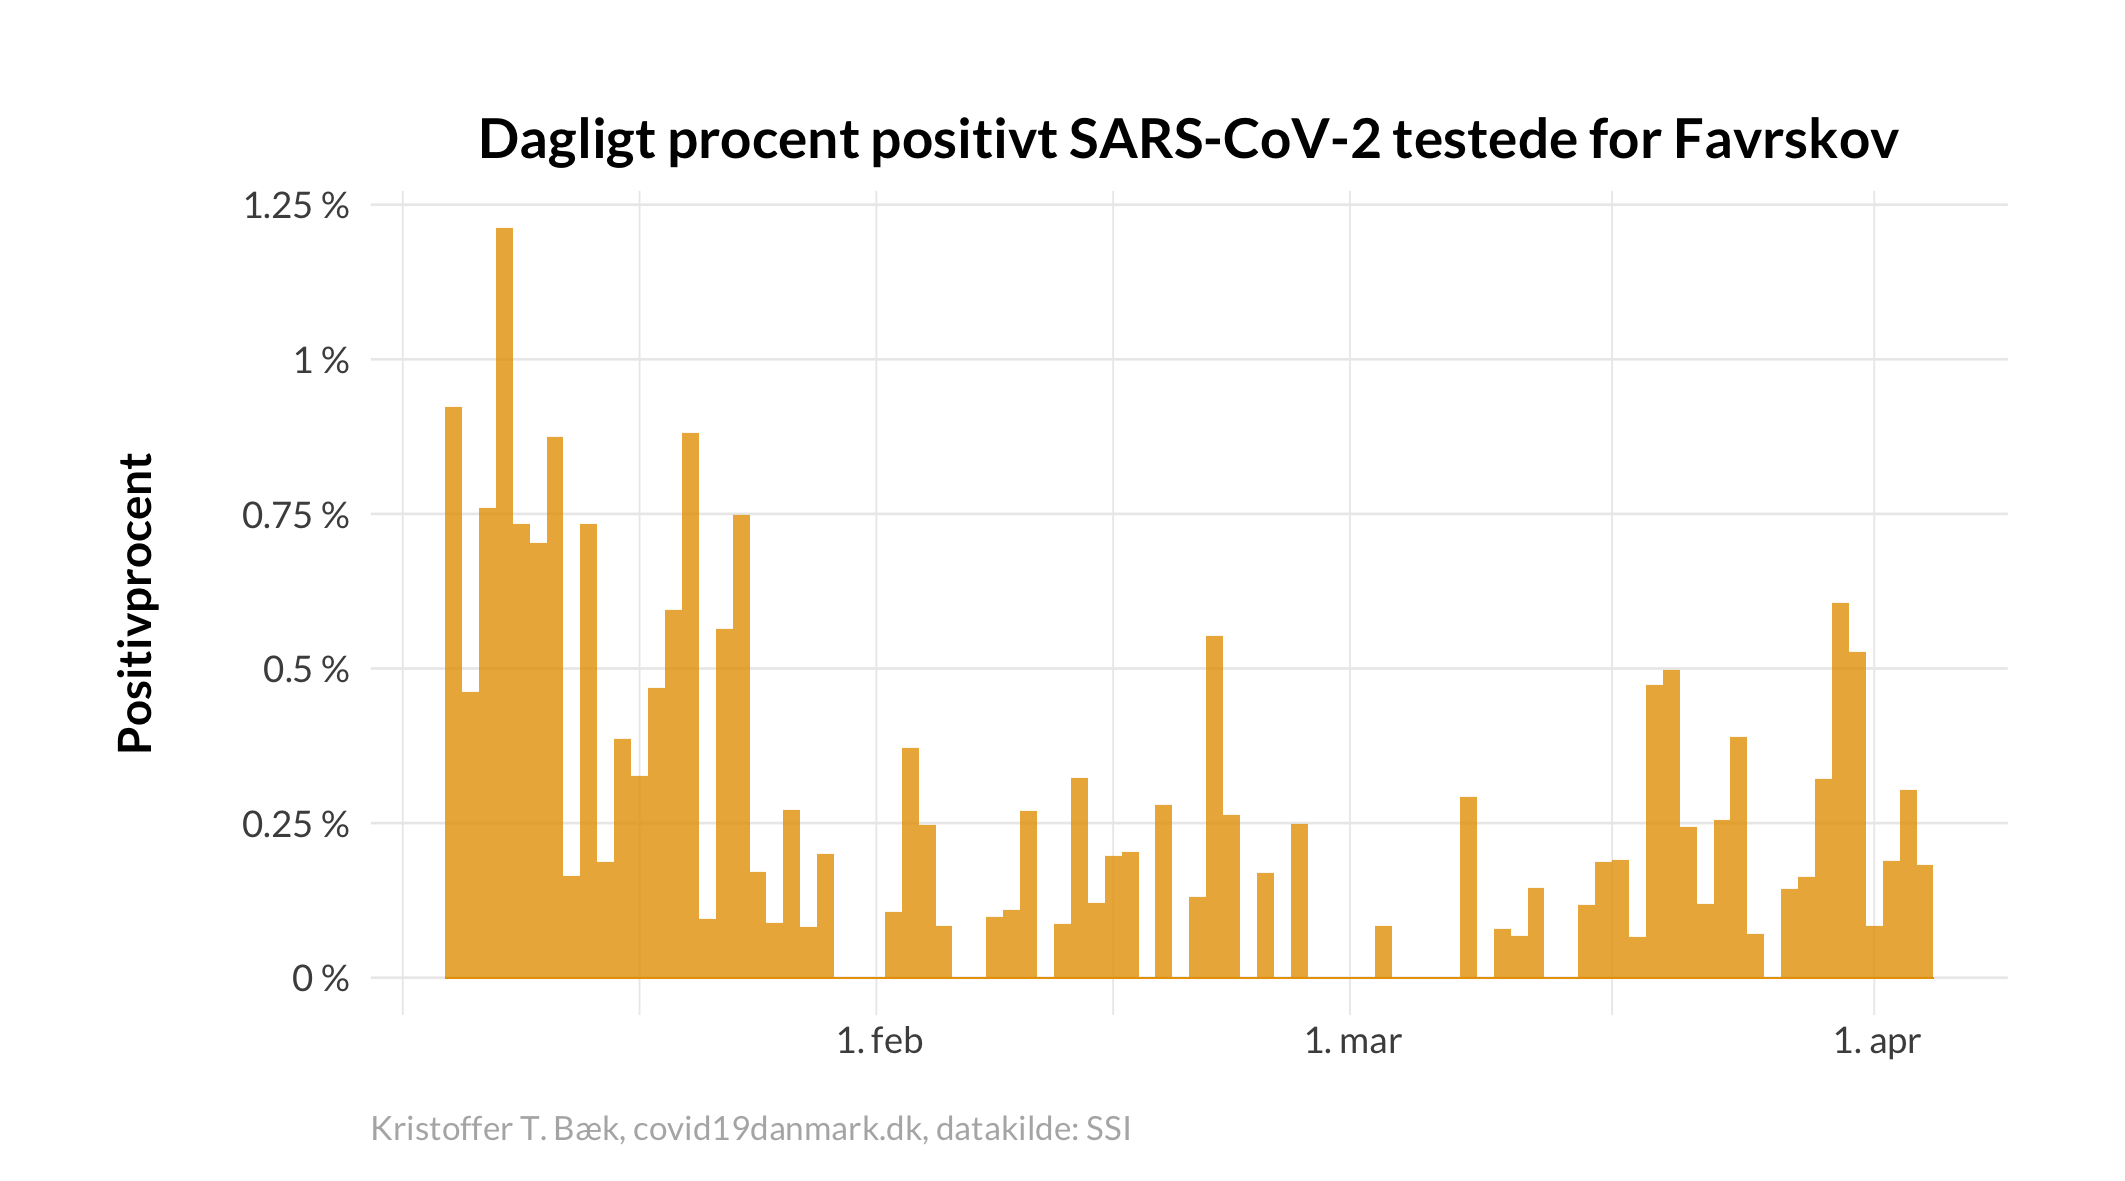 Dagligt procent positivt SARS-CoV-2 testede for Favrskov
Positivprocent
1.25 %
1 %
0.75 %
0.5 %
0.25 %
0 %
1. feb
1. mar
1. apr
Kristoffer T. Bæk, covid19danmark.dk, datakilde: SSI